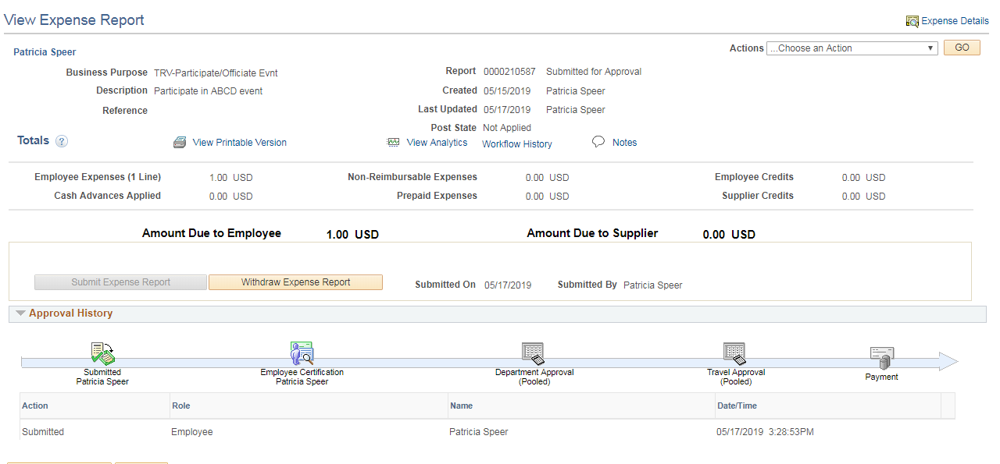 View Expense Report
Expense Details
Patricia Speer
Actions ...Choose an Action GO
Business Purpose TRV-Participate/Officiate Evnt
Report 0000210587 Submitted for Approval
Description Participate in ABCD event
Created 05/15/2019 Patricia Speer
Reference
Last Updated 05/17/2019 Patricia Speer
Post State Not Applied
Totals ? View Printable Version View Analytics Workflow History Notes
Employee Expenses (1 Line) 1.00 USD Non-Reimbursable Expenses 0.00 USD Employee Credits 0.00 USD
Cash Advances Applied 0.00 USD Prepaid Expenses 0.00 USD Supplier Credits 0.00 USD
Amount Due to Employee 1.00 USD Amount Due to Supplier 0.00 USD
Submit Expense Report Withdraw Expense Report Submitted On 05/17/2019 Submitted By Patricia Speer
Approval History
Submitted Employee Certification Department Approval Travel Approval Payment
Patricia Speer Patricia Speer (Pooled) (Pooled)
Action Role Name Date/Time
Submitted Employee Patricia Speer 05/17/2019 3:28:53PM